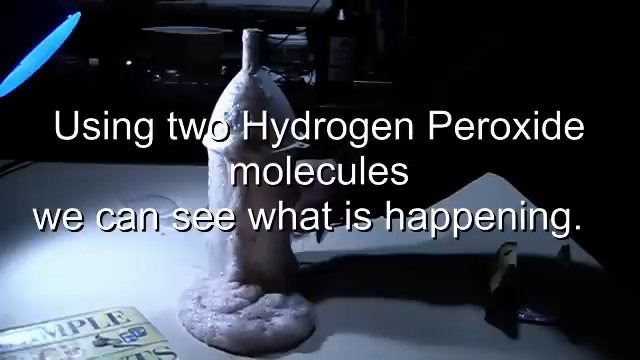 Using two Hydrogen Peroxide
molecules
we can see what is happening.